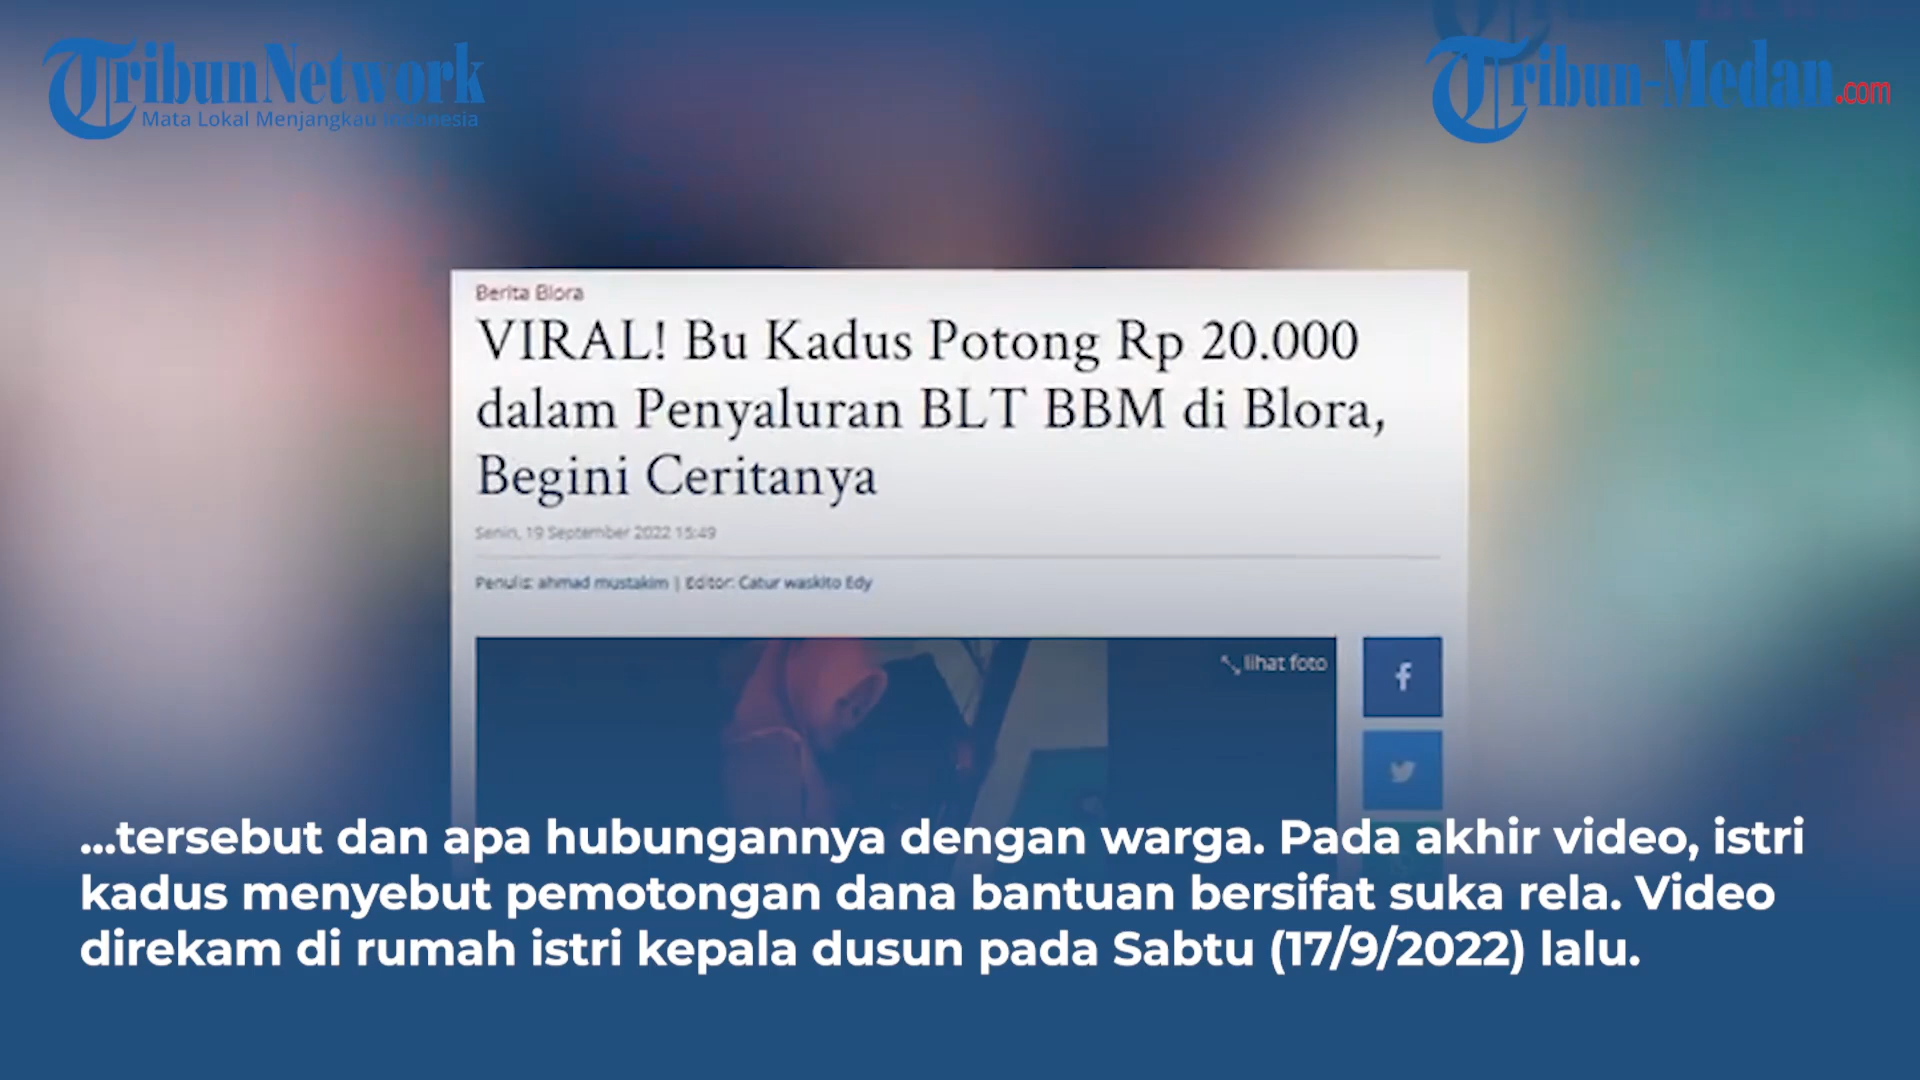 TribunNetwork
Mata Lokal Menjangkau Indonesia
Tribun-Medan.com
Berita Blora
VIRAL! Bu Kadus Potong Rp 20.000
dalam Penyaluran BLT BBM di Blora,
Begini Ceritanya
Senin, 19 September 2022 15:49
Penulis: ahmad mustakim | Editor: Catur waskito Edy
lihat foto
f
...tersebut dan apa hubungannya dengan warga. Pada akhir video, istri
kadus menyebut pemotongan dana bantuan bersifat suka rela. Video
direkam di rumah istri kepala dusun pada Sabtu (17/9/2022) lalu.